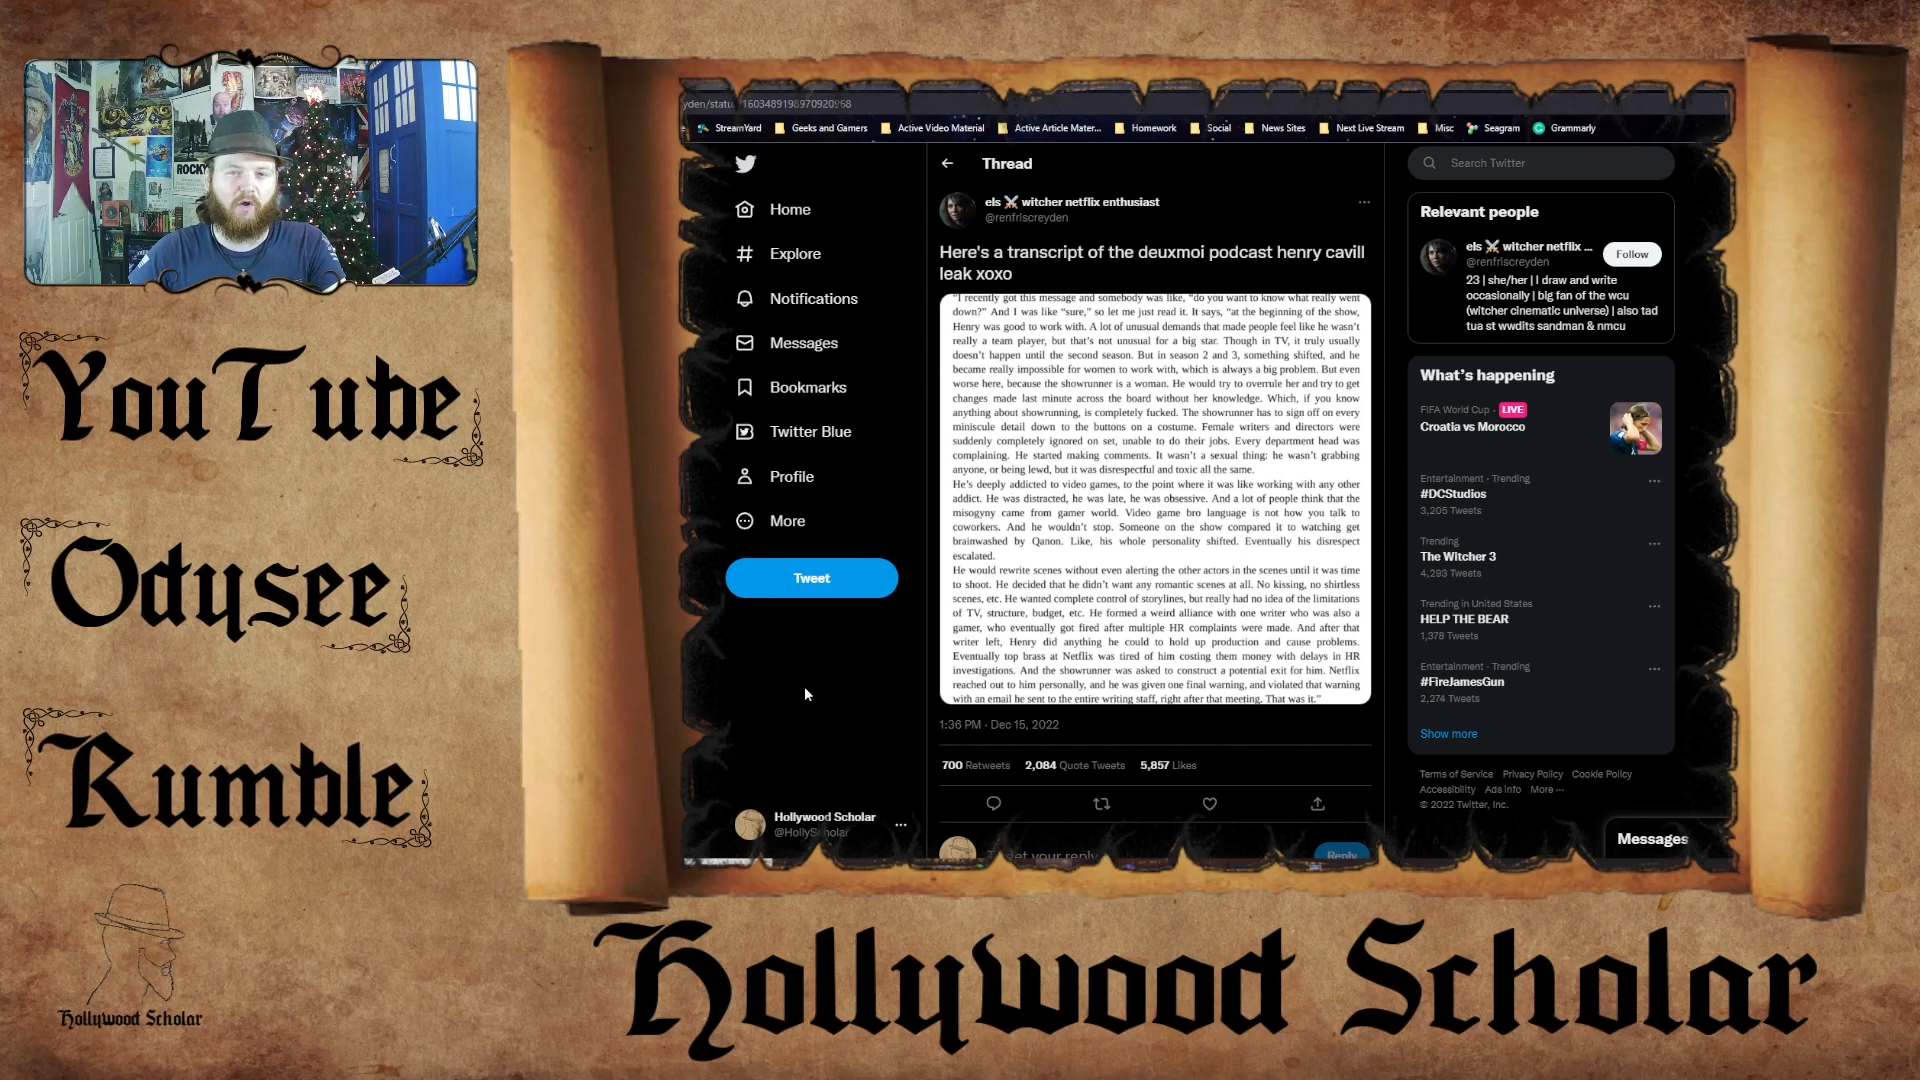 ROCKY
YouTube
Odysee
Rumble
Hollywood Scholar
Hollywood Scholar
yden/statu 1603489198970920968
StreamYard
Geeks and Gamers
Active Video Material
Active Article Mater...
Homework
Social
News Sites
Next Live Stream
Misc
Seagram
Grammarly
Home
Explore
Notifications
Messages
Bookmarks
Twitter Blue
Profile
More
Tweet
Hollywood Scholar
@HollyScholar
Thread
els ⚔ witcher netflix enthusiast
@renfriscreyden
Here's a transcript of the deuxmoi podcast henry cavill
leak xoxo
"I recently got this message and somebody was like, "do you want to know what really went
down?" And I was like "sure," so let me just read it. It says, "at the beginning of the show,
Henry was good to work with. A lot of unusual demands that made people feel like he wasn't
really a team player, but that's not unusual for a big star. Though in TV, it truly usually
doesn't happen until the second season. But in season 2 and 3, something shifted, and he
became really impossible for women to work with, which is always a big problem. But even
worse here, because the showrunner is a woman. He would try to overrule her and try to get
changes made last minute across the board without her knowledge. Which, if you know
anything about showrunning, is completely fucked. The showrunner has to sign off on every
miniscule detail down to the buttons on a costume. Female writers and directors were
suddenly completely ignored on set, unable to do their jobs. Every department head was
complaining. He started making comments. It wasn't a sexual thing: he wasn't grabbing
anyone, or being lewd, but it was disrespectful and toxic all the same.
He's deeply addicted to video games, to the point where it was like working with any other
addict. He was distracted, he was late, he was obsessive. And a lot of people think that the
misogyny came from gamer world. Video game bro language is not how you talk to
coworkers. And he wouldn't stop. Someone on the show compared it to watching get
brainwashed by Qanon. Like, his whole personality shifted. Eventually his disrespect
escalated.
He would rewrite scenes without even alerting the other actors in the scenes until it was time
to shoot. He decided that he didn't want any romantic scenes at all. No kissing, no shirtless
scenes, etc. He wanted complete control of storylines, but really had no idea of the limitations
of TV, structure, budget, etc. He formed a weird alliance with one writer who was also a
gamer, who eventually got fired after multiple HR complaints were made. And after that
writer left, Henry did anything he could to hold up production and cause problems.
Eventually top brass at Netflix was tired of him costing them money with delays in HR
investigations. And the showrunner was asked to construct a potential exit for him. Netflix
reached out to him personally, and he was given one final warning, and violated that warning
with an email he sent to the entire writing staff, right after that meeting. That was it."
1:36 PM · Dec 15, 2022
700 Retweets 2,084 Quote Tweets 5,857 Likes
Tweet your reply
Reply
Search Twitter
Relevant people
els ⚔ witcher netflix ...
@renfriscreyden
Follow
23 | she/her | I draw and write
occasionally | big fan of the wcu
(witcher cinematic universe) | also tad
tua st wwdits sandman & nmcu
What's happening
FIFA World Cup · LIVE
Croatia vs Morocco
Entertainment · Trending
#DCStudios
3,205 Tweets
Trending
The Witcher 3
4,293 Tweets
Trending in United States
HELP THE BEAR
1,378 Tweets
Entertainment · Trending
#FireJamesGun
2,274 Tweets
Show more
Terms of Service Privacy Policy Cookie Policy
Accessibility Ads info More ...
© 2022 Twitter, Inc.
Messages